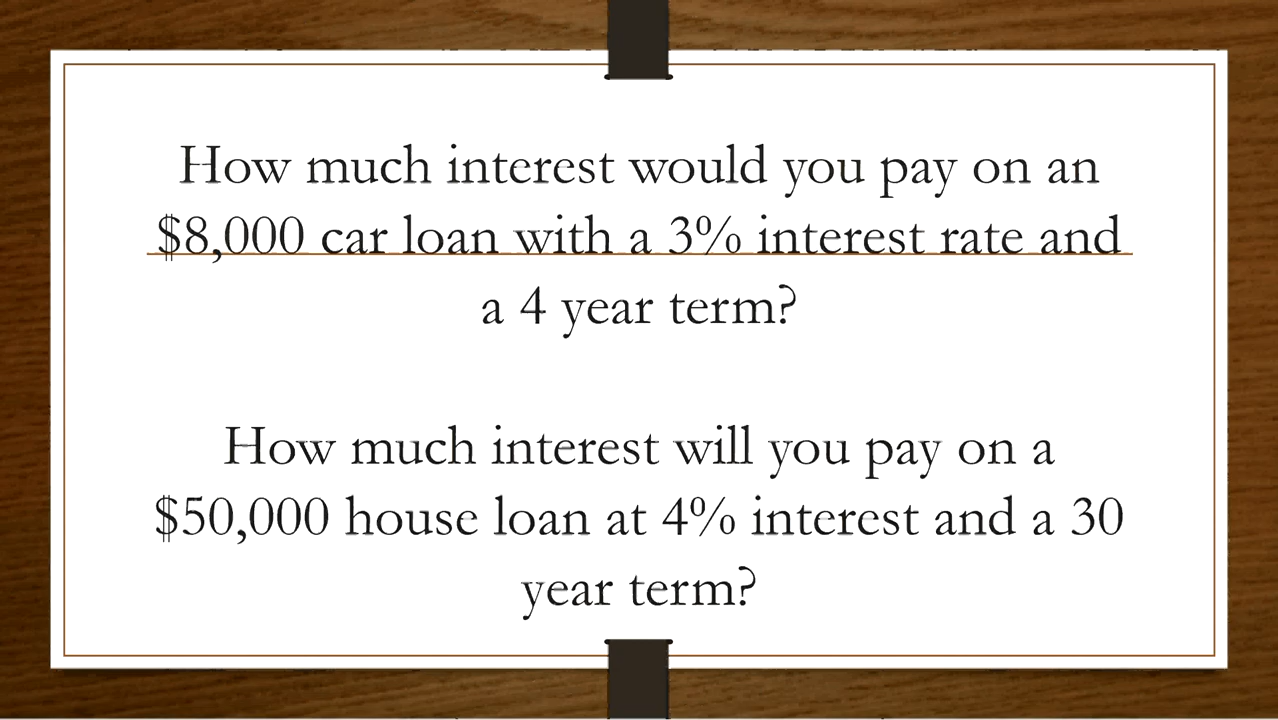 How much interest would you pay on an
$8,000 car loan with a 3% interest rate and
a 4 year term?
How much interest will you pay on a
$50,000 house loan at 4% interest and a 30
year term?